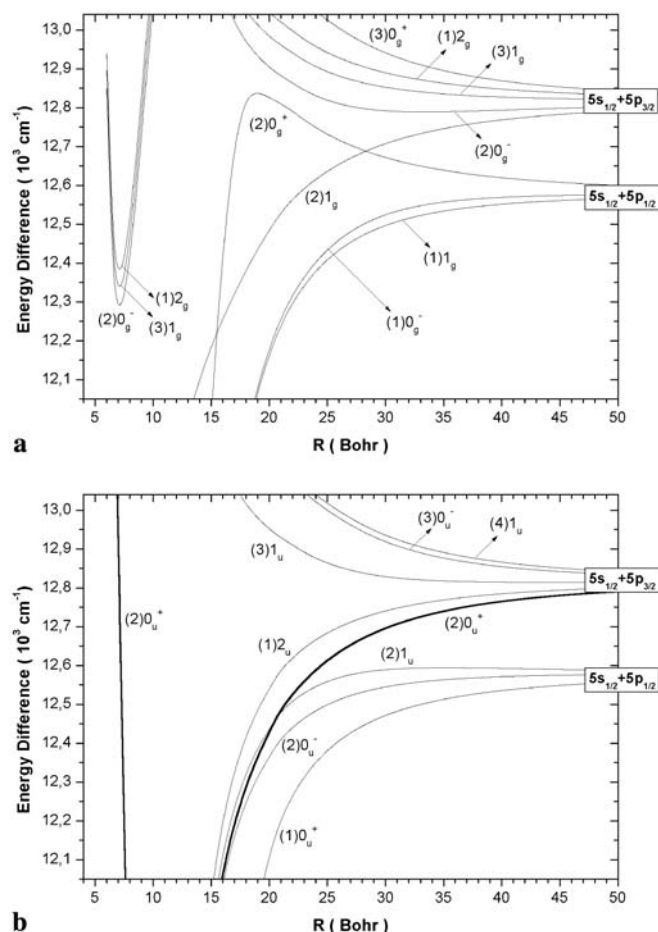 13,0
12,9
12,8
12,7
12,6
12,5
12,4
12,3
12,2
12,1
Energy Difference ( 10³ cm⁻¹)
(3)0g⁺
(1)2g
(3)1g
5s1/2+5p3/2
(2)0g⁺
(2)0g⁻
(2)1g
5s1/2+5p1/2
(1)1g
(1)2g
(2)0g⁻
(3)1g
(1)0g⁻
5 10 15 20 25 30 35 40 45 50
a
R ( Bohr )
13,0
12,9
12,8
12,7
12,6
12,5
12,4
12,3
12,2
12,1
Energy Difference ( 10³ cm⁻¹)
(3)0u⁻
(4)1u
(3)1u
5s1/2+5p3/2
(2)0u⁺
(2)0u⁺
(1)2u
(2)1u
5s1/2+5p1/2
(2)0u⁻
(1)0u⁺
5 10 15 20 25 30 35 40 45 50
b
R ( Bohr )